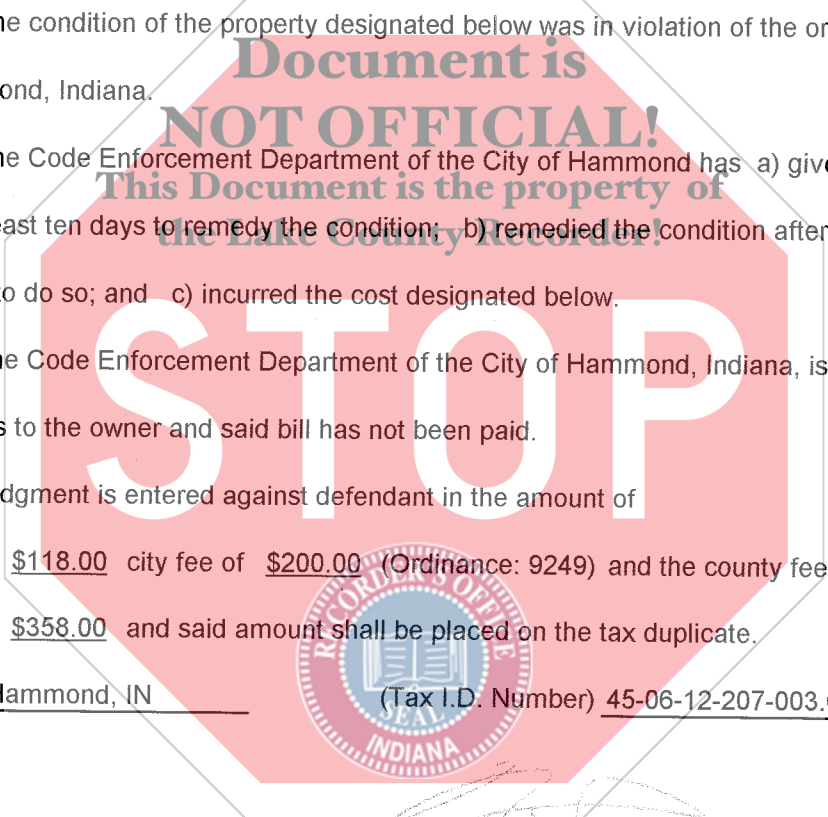 he condition of the property designated below was in violation of the or
Document is
ond, Indiana.
NOT OFFICIAL!
he Code Enforcement Department of the City of Hammond has a) give
This Document is the property of
east ten days to remedy the condition; b) remedied the condition after
the Lake County Recorder!
to do so; and c) incurred the cost designated below.
STOP
he Code Enforcement Department of the City of Hammond, Indiana, is
s to the owner and said bill has not been paid.
dgment is entered against defendant in the amount of
$118.00 city fee of $200.00 (Ordinance: 9249) and the county fee
$358.00 and said amount shall be placed on the tax duplicate.
RECORDER'S OFFICE
Hammond, IN (Tax I.D. Number) 45-06-12-207-003.
SEAL
INDIANA